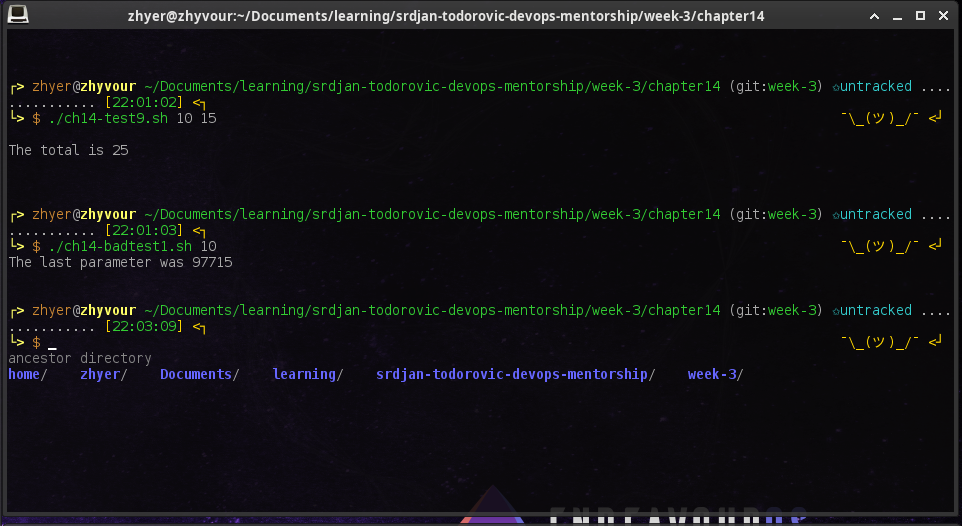 zhyer@zhyvour:~/Documents/learning/srdjan-todorovic-devops-mentorship/week-3/chapter14
┌> zhyer@zhyvour ~/Documents/learning/srdjan-todorovic-devops-mentorship/week-3/chapter14 (git:week-3) ✩untracked ....
........... [22:01:02] <┐
└> $ ./ch14-test9.sh 10 15 ¯\_(ツ)_/¯ <┘
The total is 25
┌> zhyer@zhyvour ~/Documents/learning/srdjan-todorovic-devops-mentorship/week-3/chapter14 (git:week-3) ✩untracked ....
........... [22:01:03] <┐
└> $ ./ch14-badtest1.sh 10 ¯\_(ツ)_/¯ <┘
The last parameter was 97715
┌> zhyer@zhyvour ~/Documents/learning/srdjan-todorovic-devops-mentorship/week-3/chapter14 (git:week-3) ✩untracked ....
........... [22:03:09] <┐
└> $ _ ¯\_(ツ)_/¯ <┘
ancestor directory
home/ zhyer/ Documents/ learning/ srdjan-todorovic-devops-mentorship/ week-3/
ENDEAVOUROS